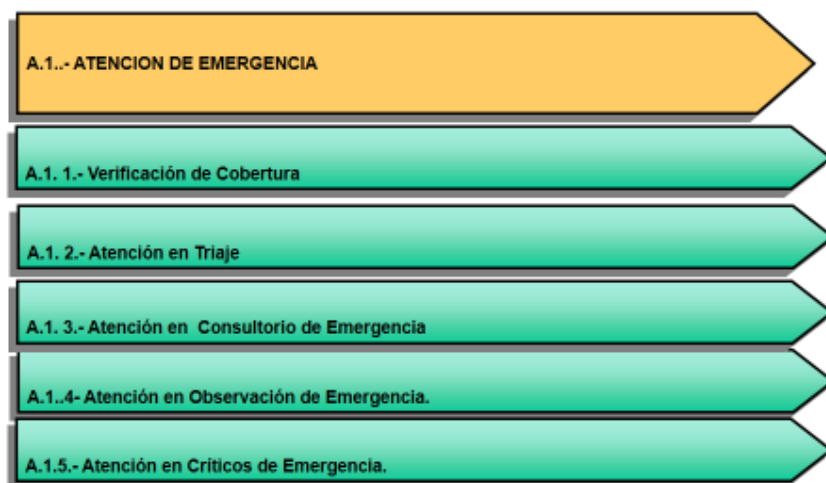 A.1..- ATENCION DE EMERGENCIA
A.1. 1.- Verificación de Cobertura
A.1. 2.- Atención en Triaje
A.1. 3.- Atención en  Consultorio de Emergencia
A.1..4- Atención en Observación de Emergencia.
A.1.5.- Atención en Críticos de Emergencia.